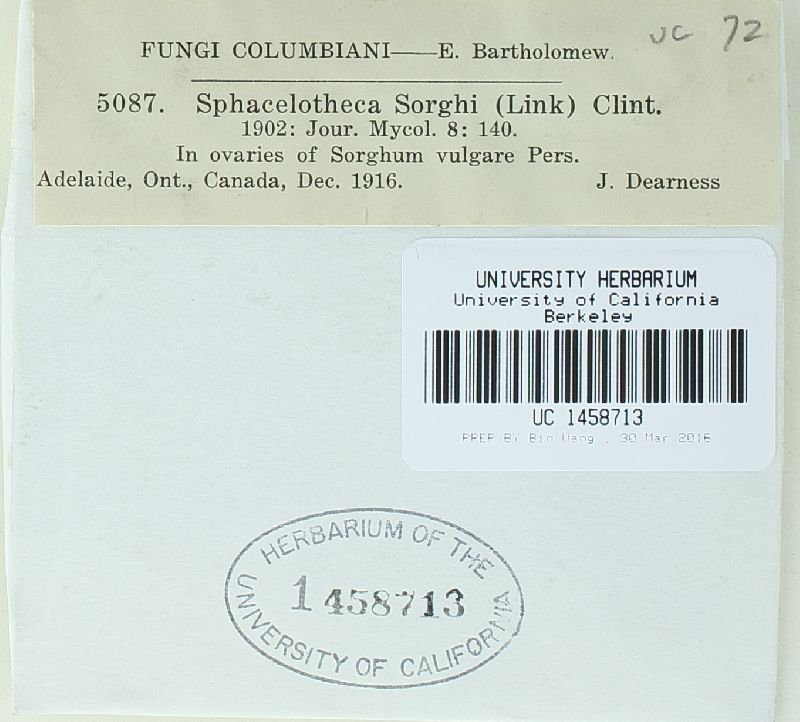 UC 72
FUNGI COLUMBIANI——E. Bartholomew.
5087. Sphacelotheca Sorghi (Link) Clint.
1902: Jour. Mycol. 8: 140.
In ovaries of Sorghum vulgare Pers.
Adelaide, Ont., Canada, Dec. 1916. J. Dearness
UNIVERSITY HERBARIUM
University of California
Berkeley
UC 1458713
PREP BY Bin Wang , 30 Mar 2016
HERBARIUM OF THE
1458713
UNIVERSITY OF CALIFORNIA